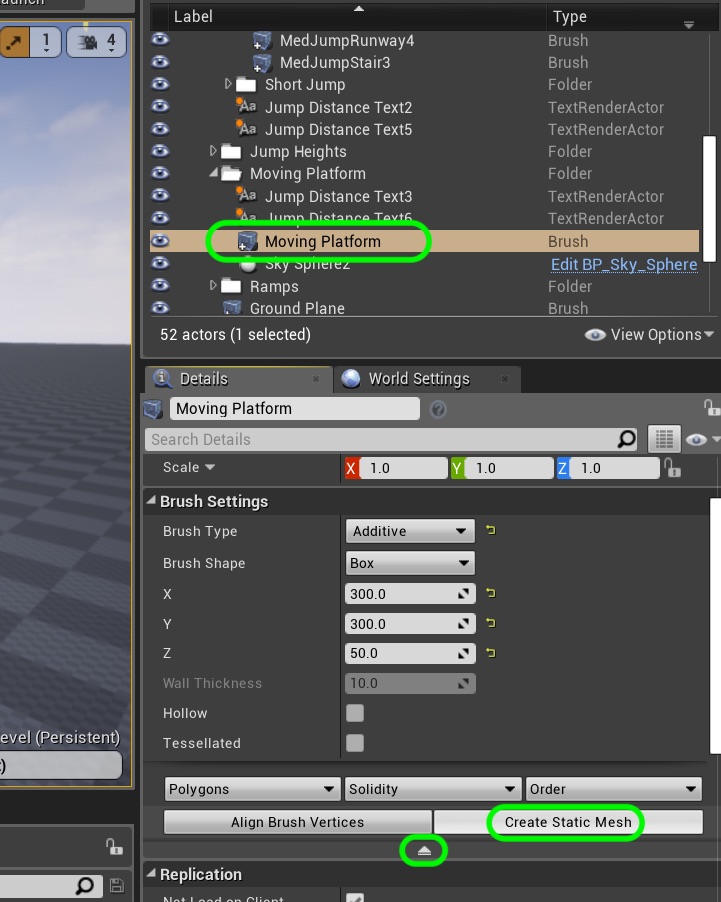 Launch
Label Type
1 4
MedJumpRunway4 Brush
MedJumpStair3 Brush
Short Jump Folder
Aa Jump Distance Text2 TextRenderActor
Aa Jump Distance Text5 TextRenderActor
Jump Heights Folder
Moving Platform Folder
Aa Jump Distance Text3 TextRenderActor
Aa Jump Distance Text6 TextRenderActor
Moving Platform Brush
Sky Sphere2 Edit BP_Sky_Sphere
Ramps Folder
Ground Plane Brush
52 actors (1 selected) View Options
Details World Settings
Moving Platform
Search Details
Scale X 1.0 Y 1.0 Z 1.0
Brush Settings
Brush Type Additive
Brush Shape Box
X 300.0
Y 300.0
Z 50.0
Wall Thickness 10.0
Hollow
evel (Persistent)
Tessellated
Polygons Solidity Order
Align Brush Vertices Create Static Mesh
Replication
Net Load on Client